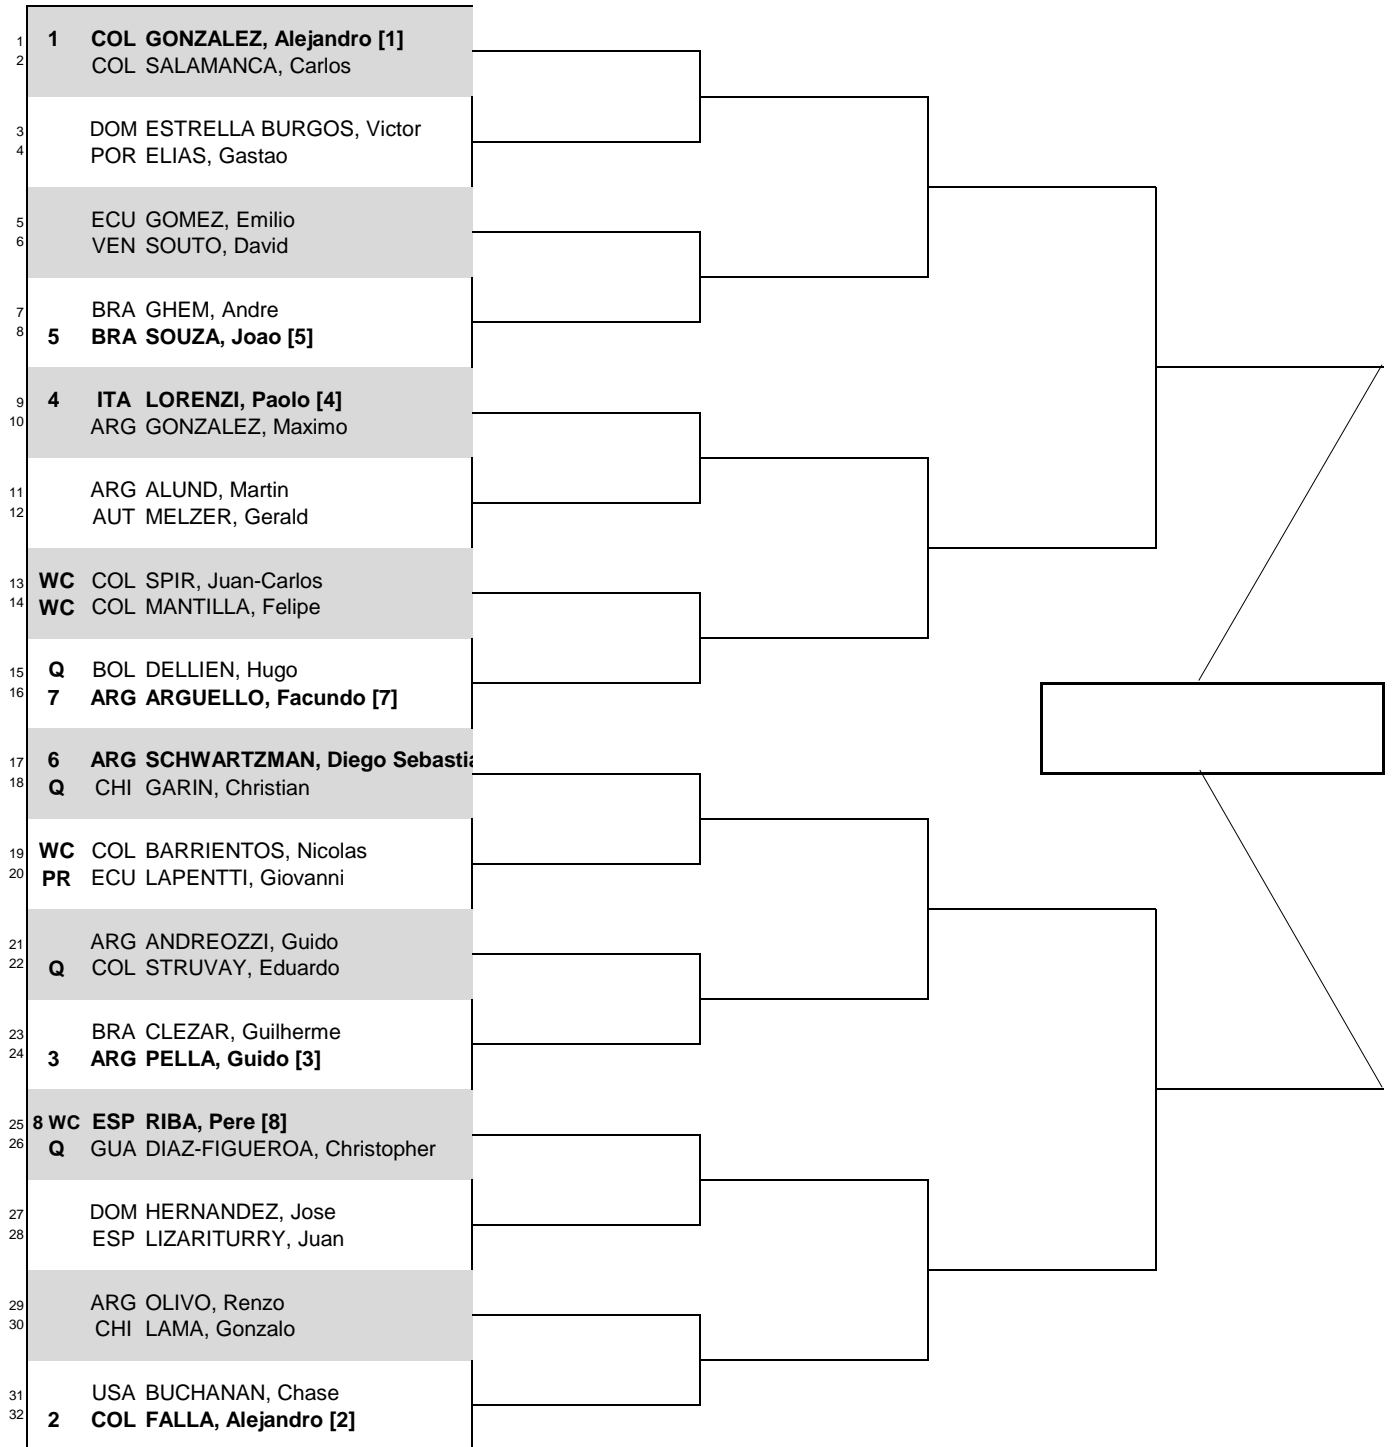 1 1 COL GONZALEZ, Alejandro [1]
2 COL SALAMANCA, Carlos
3 DOM ESTRELLA BURGOS, Victor
4 POR ELIAS, Gastao
5 ECU GOMEZ, Emilio
6 VEN SOUTO, David
7 BRA GHEM, Andre
8 5 BRA SOUZA, Joao [5]
9 4 ITA LORENZI, Paolo [4]
10 ARG GONZALEZ, Maximo
11 ARG ALUND, Martin
12 AUT MELZER, Gerald
13 WC COL SPIR, Juan-Carlos
14 WC COL MANTILLA, Felipe
15 Q BOL DELLIEN, Hugo
16 7 ARG ARGUELLO, Facundo [7]
17 6 ARG SCHWARTZMAN, Diego Sebastia
18 Q CHI GARIN, Christian
19 WC COL BARRIENTOS, Nicolas
20 PR ECU LAPENTTI, Giovanni
21 ARG ANDREOZZI, Guido
22 Q COL STRUVAY, Eduardo
23 BRA CLEZAR, Guilherme
24 3 ARG PELLA, Guido [3]
25 8 WC ESP RIBA, Pere [8]
26 Q GUA DIAZ-FIGUEROA, Christopher
27 DOM HERNANDEZ, Jose
28 ESP LIZARITURRY, Juan
29 ARG OLIVO, Renzo
30 CHI LAMA, Gonzalo
31 USA BUCHANAN, Chase
32 2 COL FALLA, Alejandro [2]